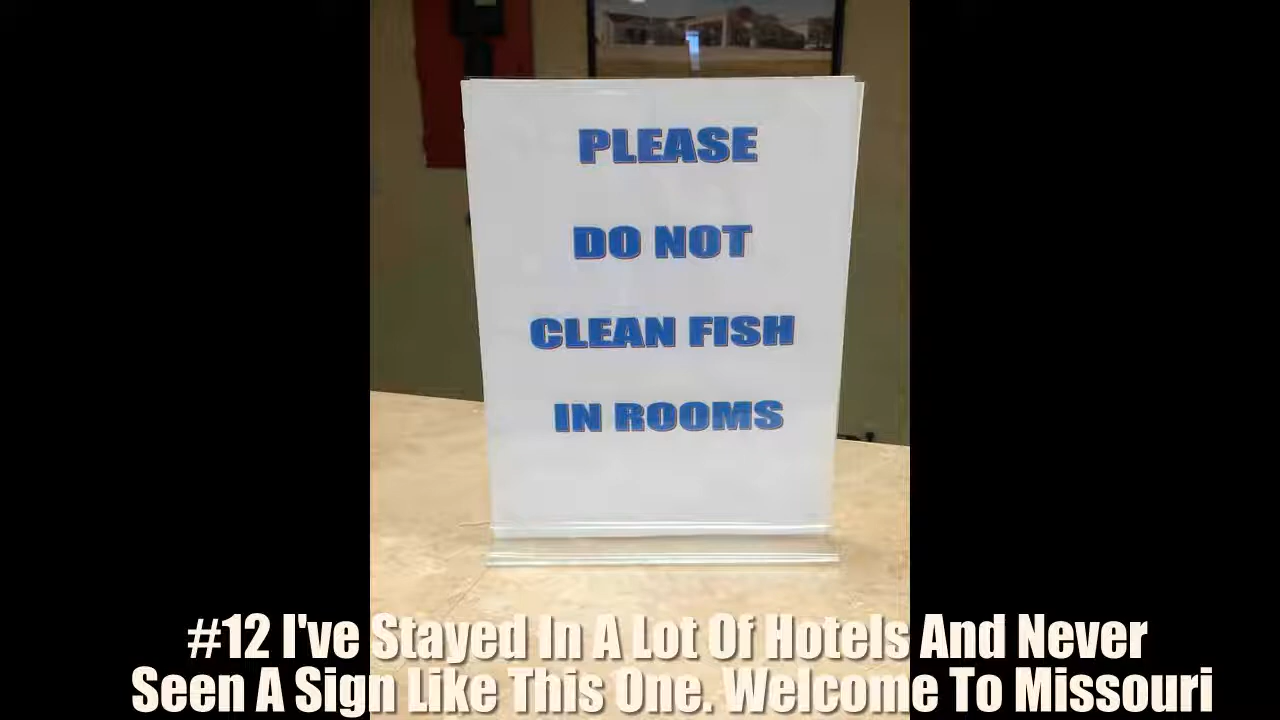 PLEASE
DO NOT
CLEAN FISH
IN ROOMS
#12 I've Stayed In A Lot Of Hotels And Never
Seen A Sign Like This One. Welcome To Missouri